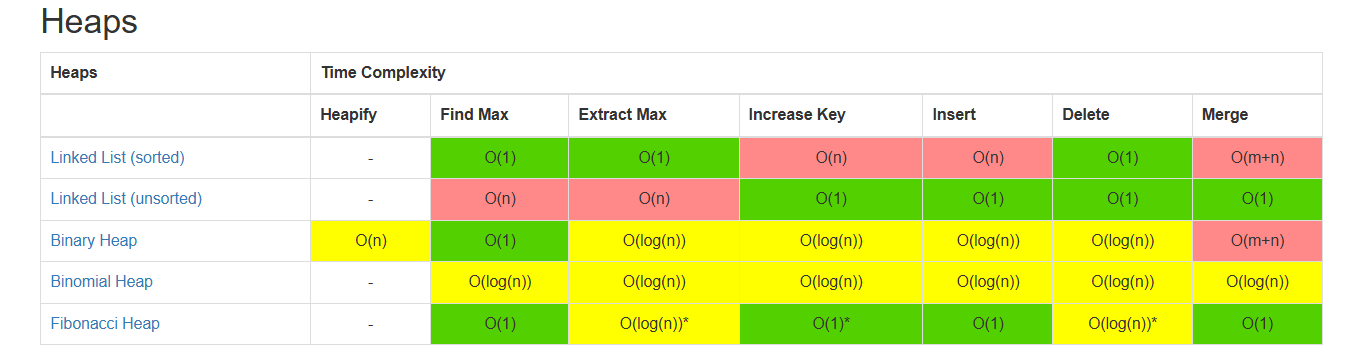 Heaps
Heaps Time Complexity
Heapify Find Max Extract Max Increase Key Insert Delete Merge
Linked List (sorted) - O(1) O(1) O(n) O(n) O(1) O(m+n)
Linked List (unsorted) - O(n) O(n) O(1) O(1) O(1) O(1)
Binary Heap O(n) O(1) O(log(n)) O(log(n)) O(log(n)) O(log(n)) O(m+n)
Binomial Heap - O(log(n)) O(log(n)) O(log(n)) O(log(n)) O(log(n)) O(log(n))
Fibonacci Heap - O(1) O(log(n))* O(1)* O(1) O(log(n))* O(1)